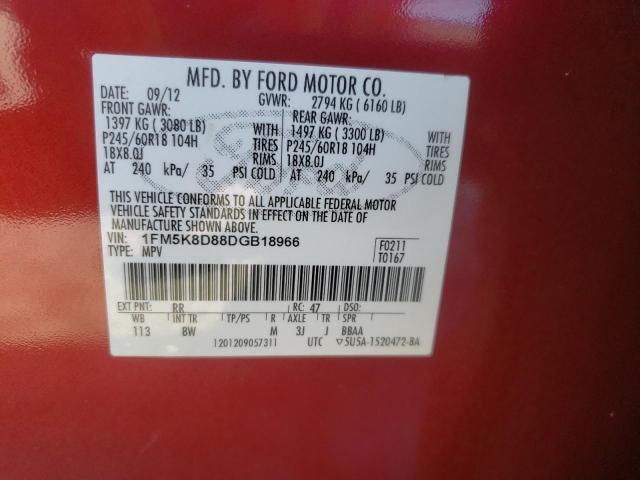 MFD. BY FORD MOTOR CO.
DATE: 09/12 GVWR: 2794 KG ( 6160 LB)
FRONT GAWR: REAR GAWR:
1397 KG ( 3080 LB) WITH 1497 KG ( 3300 LB) WITH
P245/60R18 104H TIRES P245/60R18 104H TIRES
18X8.0J RIMS 18X8.0J RIMS
AT 240 kPa/ 35 PSI COLD AT 240 kPa/ 35 PSI COLD
THIS VEHICLE CONFORMS TO ALL APPLICABLE FEDERAL MOTOR
VEHICLE SAFETY STANDARDS IN EFFECT ON THE DATE OF
MANUFACTURE SHOWN ABOVE.
VIN: 1FM5K8D88DGB18966 F0211
TYPE: MPV T0167
EXT PNT: RR RC: 47 DSO:
WB INT TR TP/PS R AXLE TR SPR
113 BW M 3J J BBAA
1201209057311 UTC ▽5U5A-1520472-BA
Ford